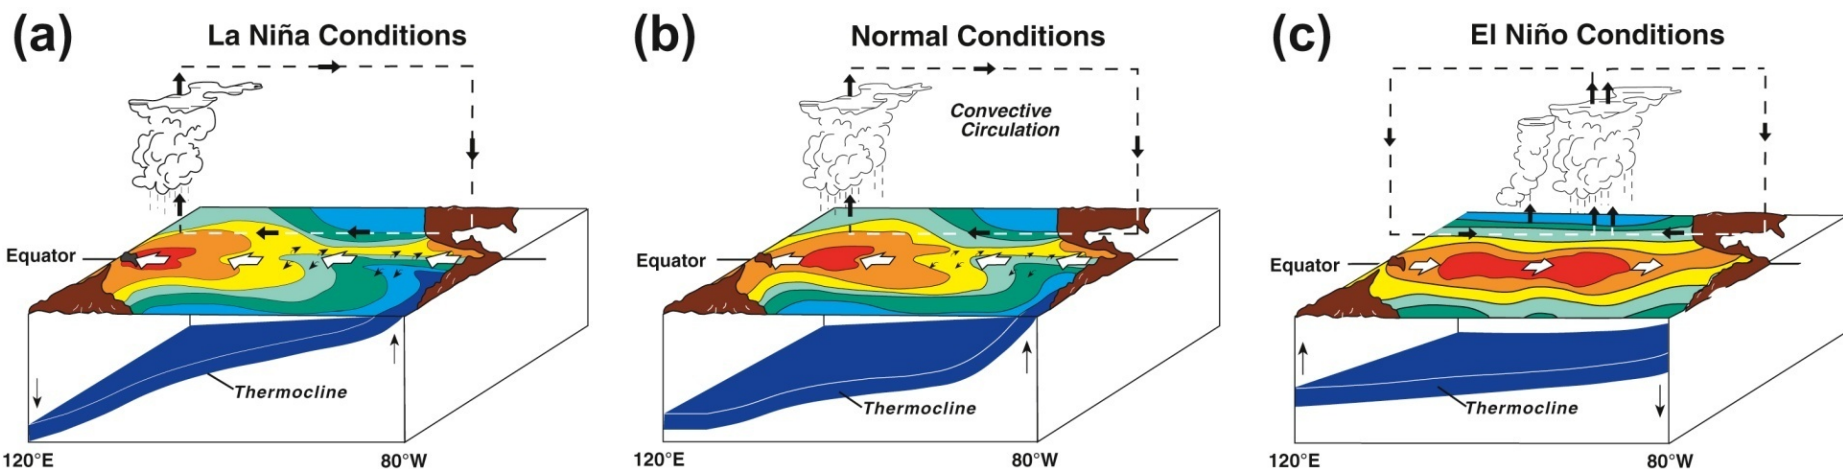 (a)
La Niña Conditions
Equator
Thermocline
120°E
80°W
(b)
Normal Conditions
Convective
Circulation
Equator
Thermocline
120°E
80°W
(c)
El Niño Conditions
Equator
Thermocline
120°E
80°W